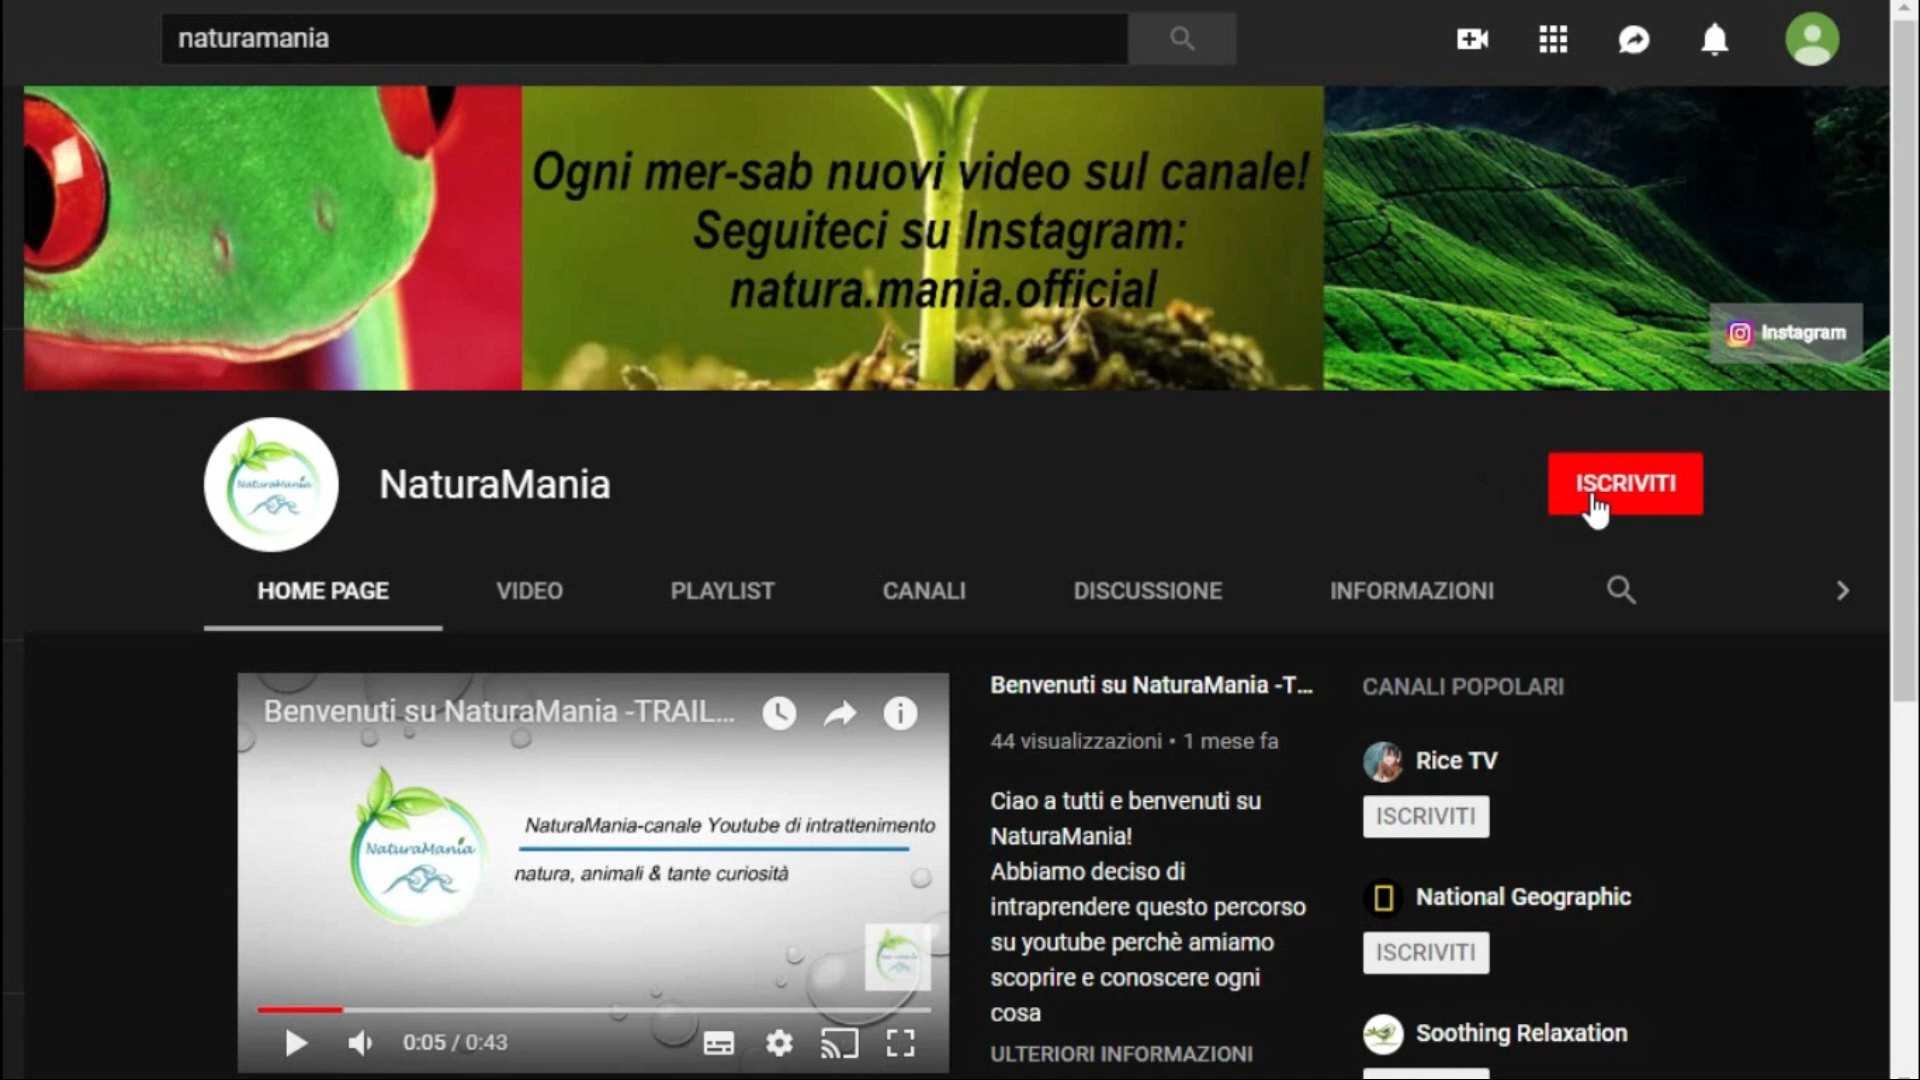 naturamania
Ogni mer-sab nuovi video sul canale!
Seguiteci su Instagram:
natura.mania.official
Instagram
NaturaMania
NaturaMania
ISCRIVITI
HOME PAGE
VIDEO
PLAYLIST
CANALI
DISCUSSIONE
INFORMAZIONI
Benvenuti su NaturaMania -TRAIL...
NaturaMania
NaturaMania-canale Youtube di intrattenimento
natura, animali & tante curiosità
0:05 / 0:43
Benvenuti su NaturaMania -T...
44 visualizzazioni • 1 mese fa
Ciao a tutti e benvenuti su
NaturaMania!
Abbiamo deciso di
intraprendere questo percorso
su youtube perchè amiamo
scoprire e conoscere ogni
cosa
ULTERIORI INFORMAZIONI
CANALI POPOLARI
Rice TV
ISCRIVITI
National Geographic
ISCRIVITI
Soothing Relaxation